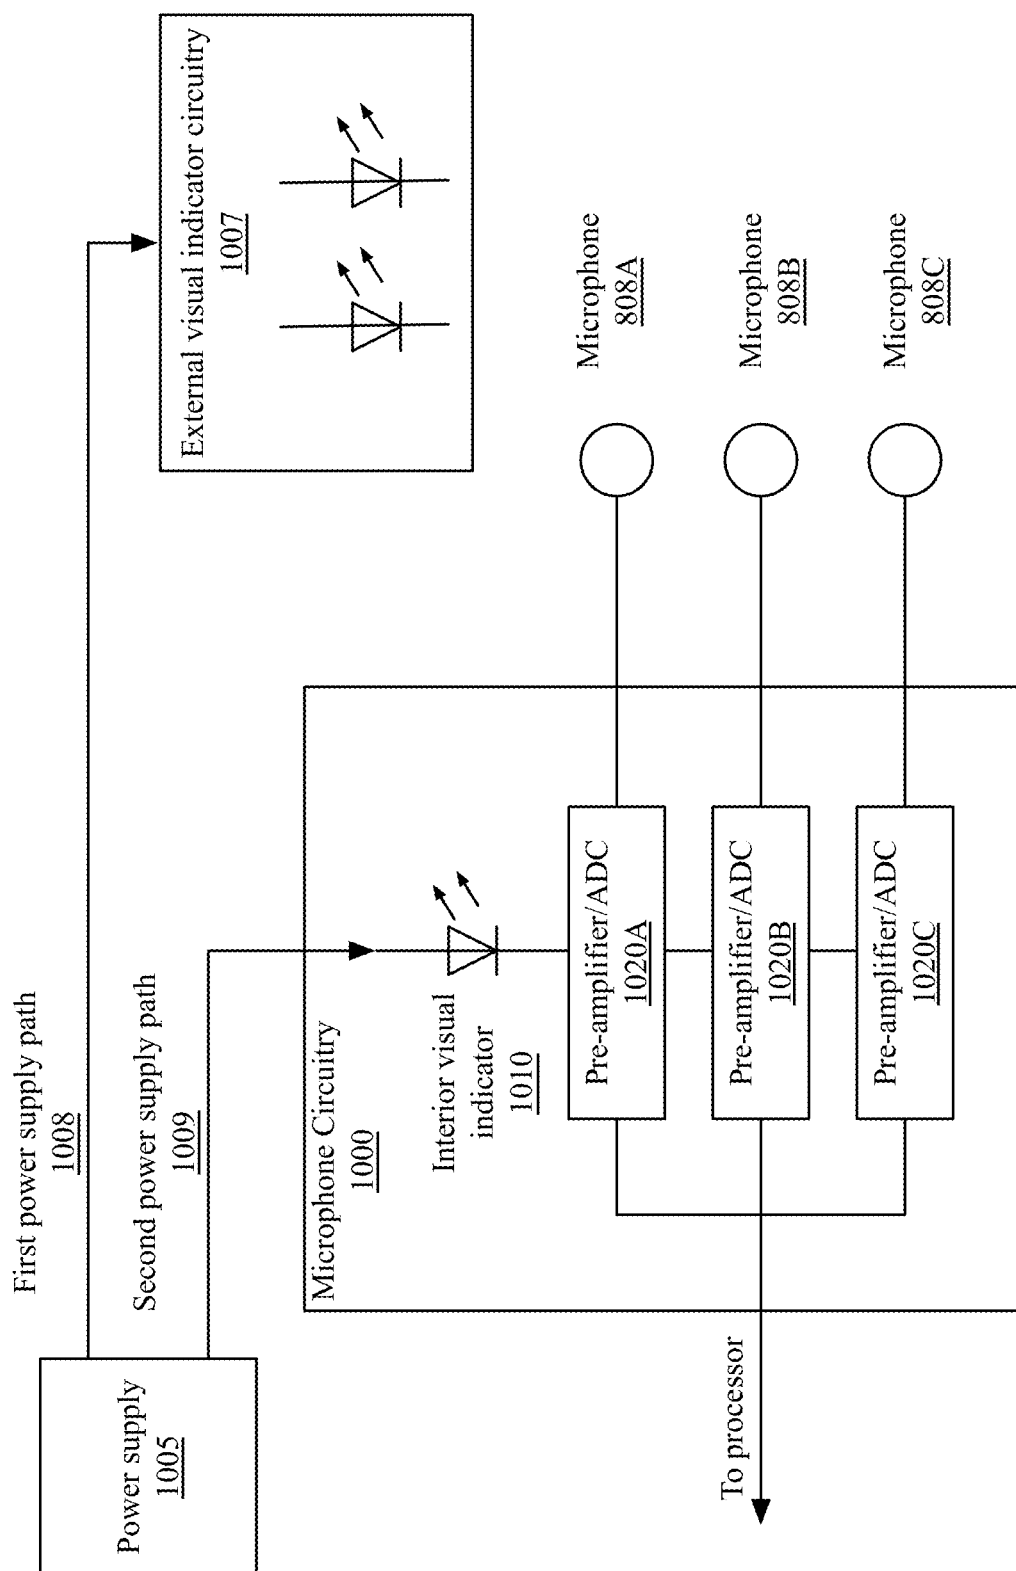 Power supply
1005
First power supply path
1008
Second power supply path
1009
External visual indicator circuitry
1007
Microphone Circuitry
1000
Interior visual
indicator
1010
Pre-amplifier/ADC
1020A
Pre-amplifier/ADC
1020B
Pre-amplifier/ADC
1020C
Microphone
808A
Microphone
808B
Microphone
808C
To processor